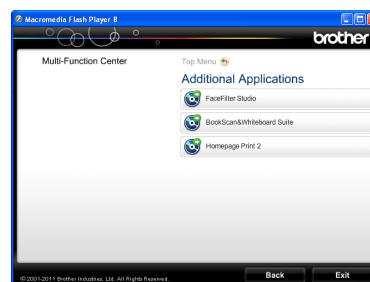 Macromedia Flash Player 8
brother
Multi-Function Center
Top Menu
Additional Applications
FaceFilter Studio
BookScan&Whiteboard Suite
Homepage Print 2
© 2001-2011 Brother Industries, Ltd. All Rights Reserved.
Back
Exit